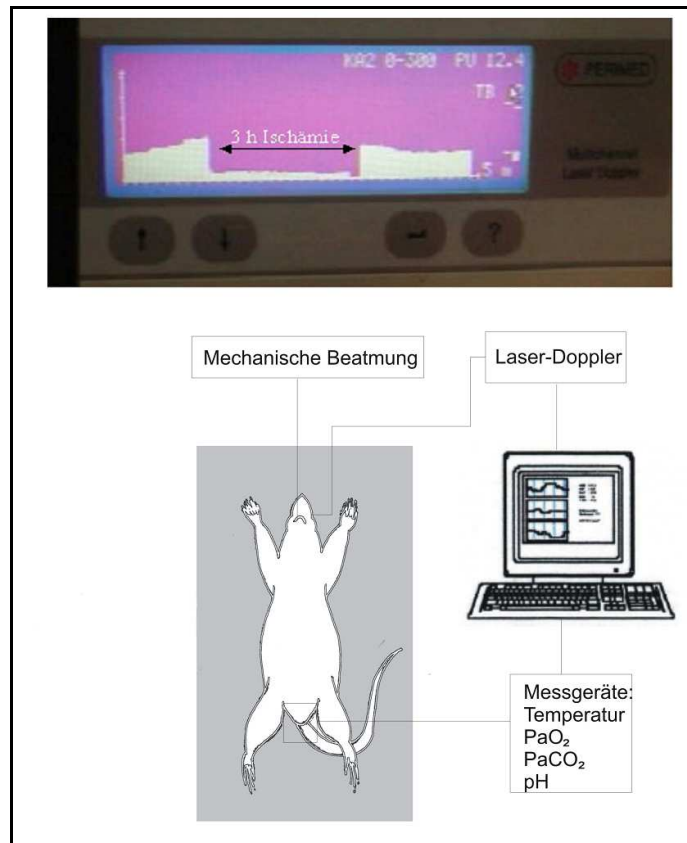 KA2 0-300 PU 12.4
PERIMED
TB
3 h Ischämie
Multichannel
Laser Doppler
?
Mechanische Beatmung
Laser-Doppler
Messgeräte:
Temperatur
PaO₂
PaCO₂
pH